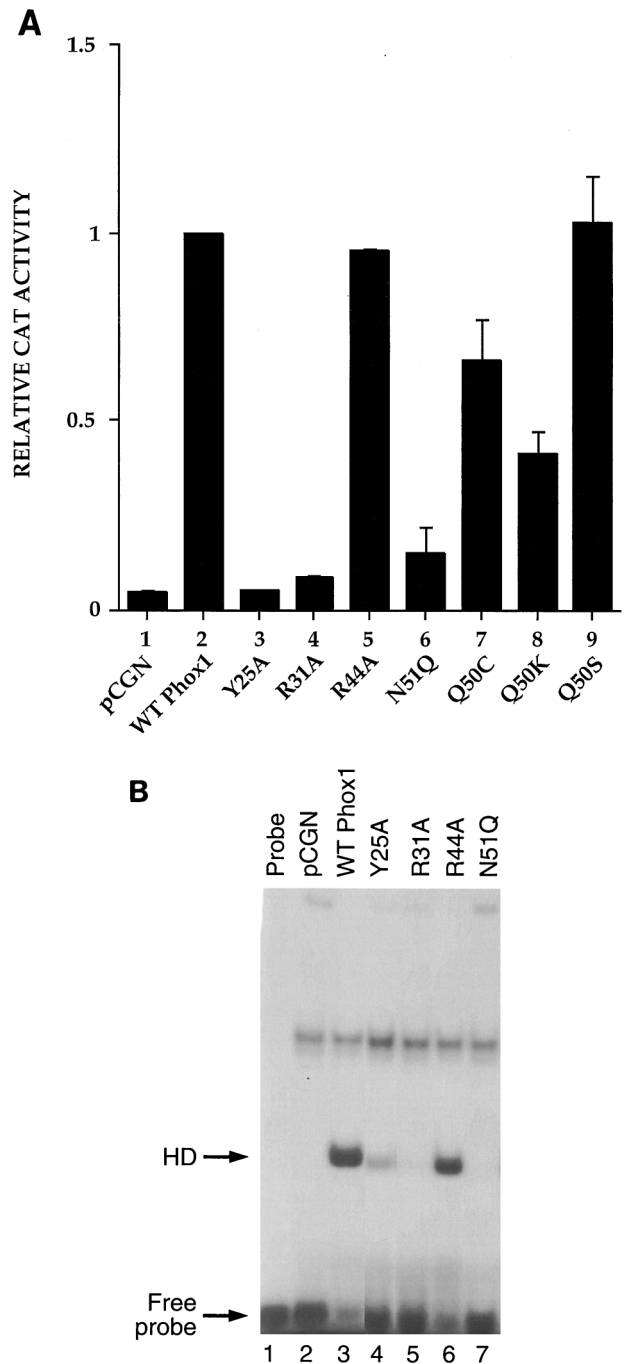 A
RELATIVE CAT ACTIVITY
1.5
1
0.5
0
1 2 3 4 5 6 7 8 9
pCGN WT Phox1 Y25A R31A R44A N51Q Q50C Q50K Q50S
B
Probe pCGN WT Phox1 Y25A R31A R44A N51Q
HD
Free
probe
1 2 3 4 5 6 7